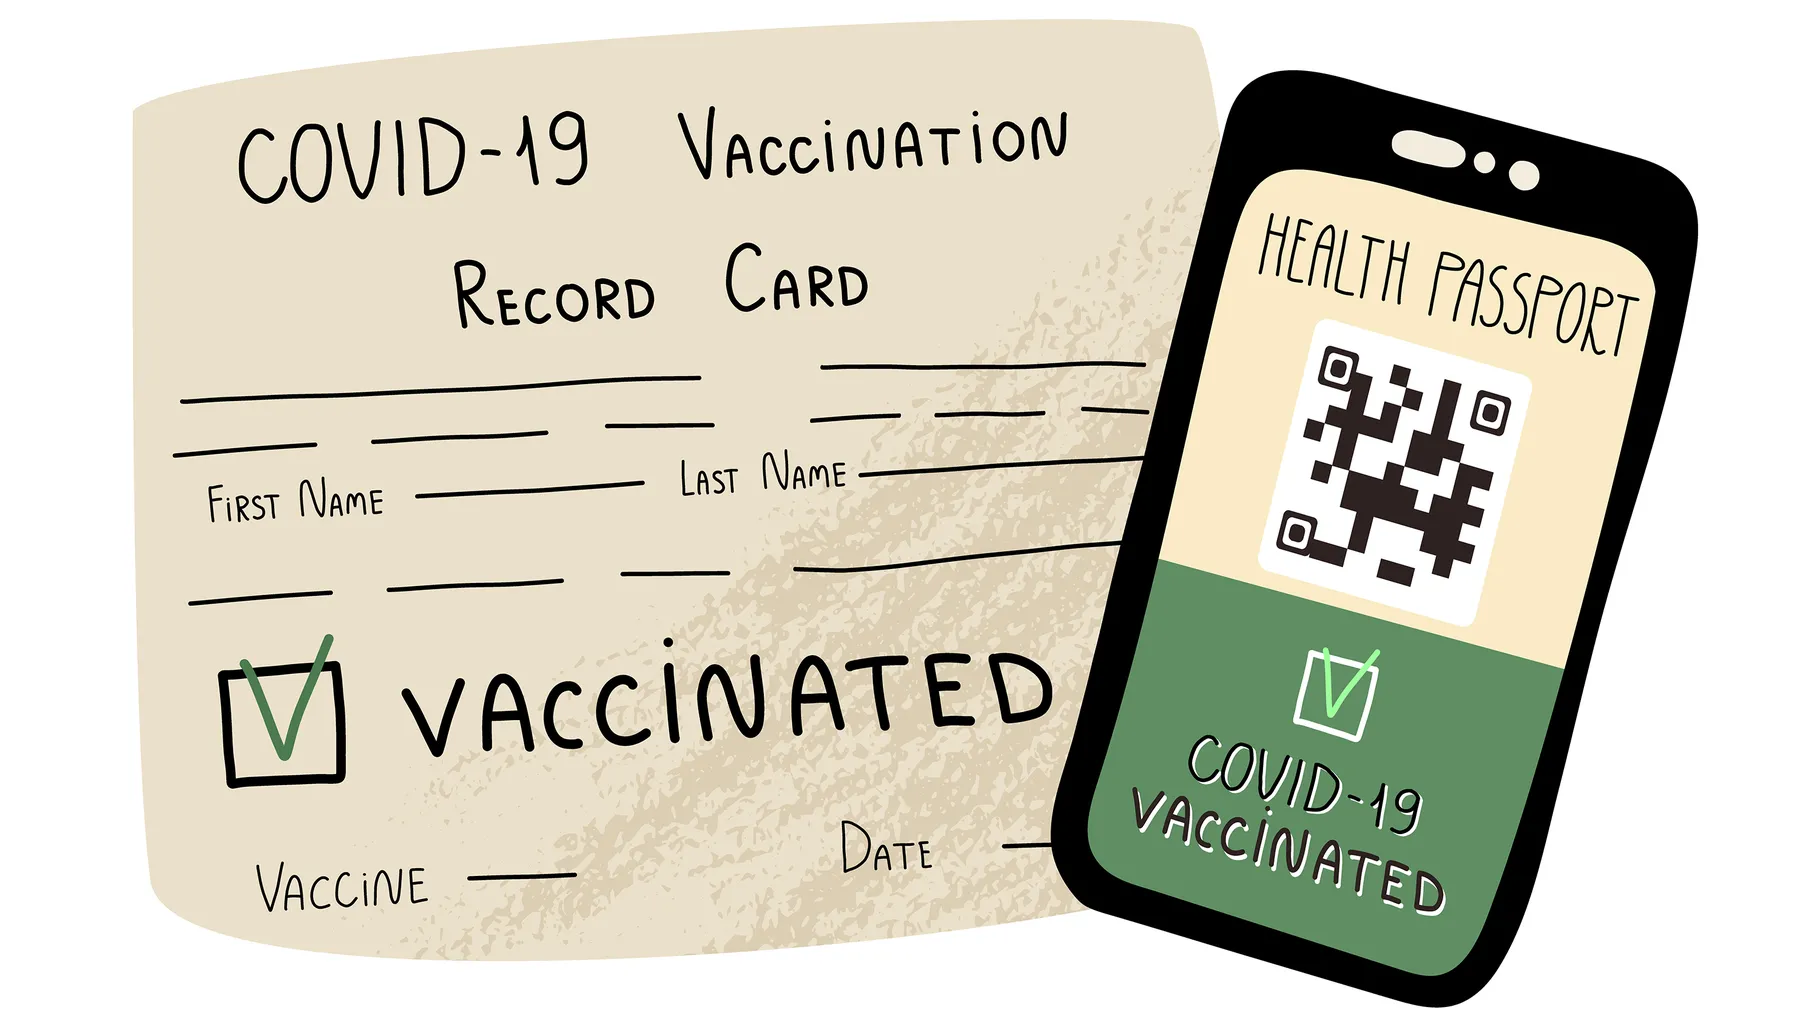 COVID-19 VACCiNATiON
RECORD CARD
FiRST NAME LAST NAME
VACCiNATED
VACCiNE DATE
HEALTH PASSPORT
COVID-19
VACCiNATED